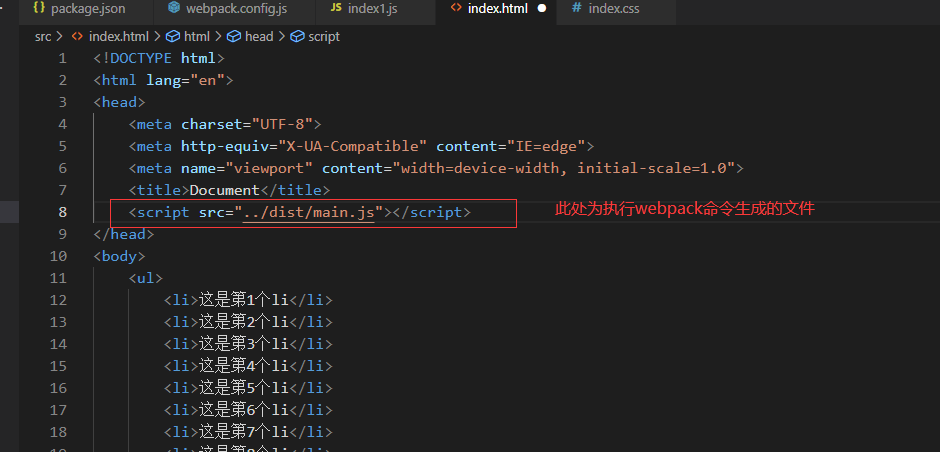 package.json webpack.config.js JS index1.js index.html # index.css
src > index.html > html > head > script
1 <!DOCTYPE html>
2 <html lang="en">
3 <head>
4 <meta charset="UTF-8">
5 <meta http-equiv="X-UA-Compatible" content="IE=edge">
6 <meta name="viewport" content="width=device-width, initial-scale=1.0">
7 <title>Document</title>
8 <script src="../dist/main.js"></script> 此处为执行webpack命令生成的文件
9 </head>
10 <body>
11 <ul>
12 <li>这是第1个li</li>
13 <li>这是第2个li</li>
14 <li>这是第3个li</li>
15 <li>这是第4个li</li>
16 <li>这是第5个li</li>
17 <li>这是第6个li</li>
18 <li>这是第7个li</li>